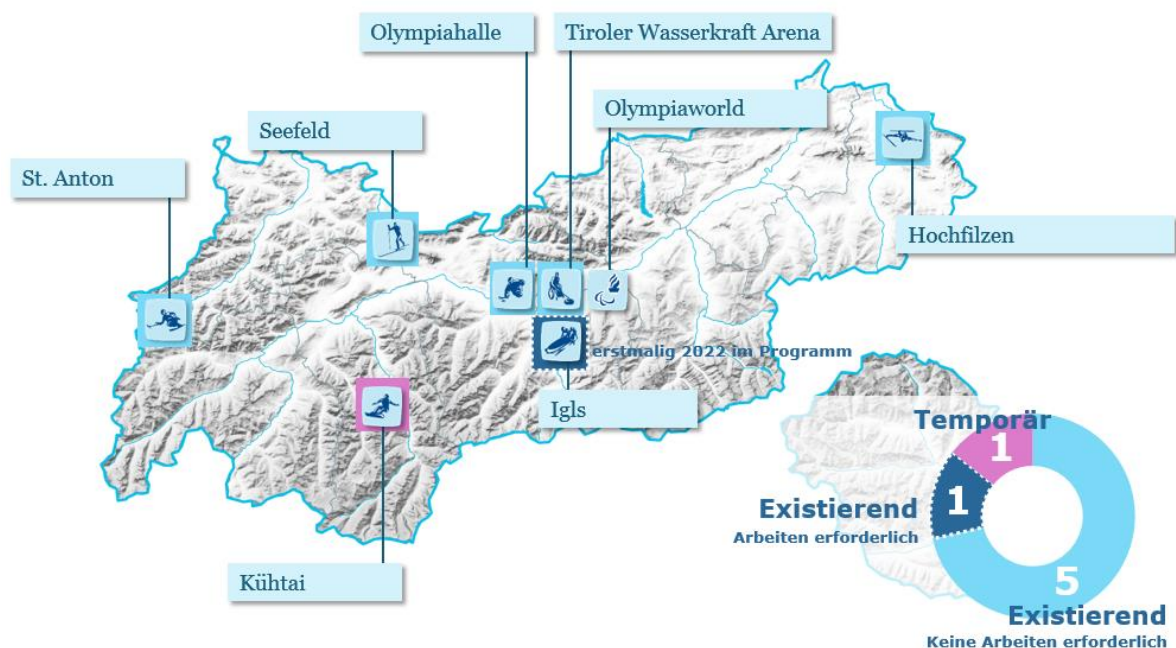 Olympiahalle
Tiroler Wasserkraft Arena
Olympiaworld
Seefeld
St. Anton
Hochfilzen
erstmalig 2022 im Programm
Igls
Kühtai
Temporär
1
Existierend
Arbeiten erforderlich
1
5
Existierend
Keine Arbeiten erforderlich